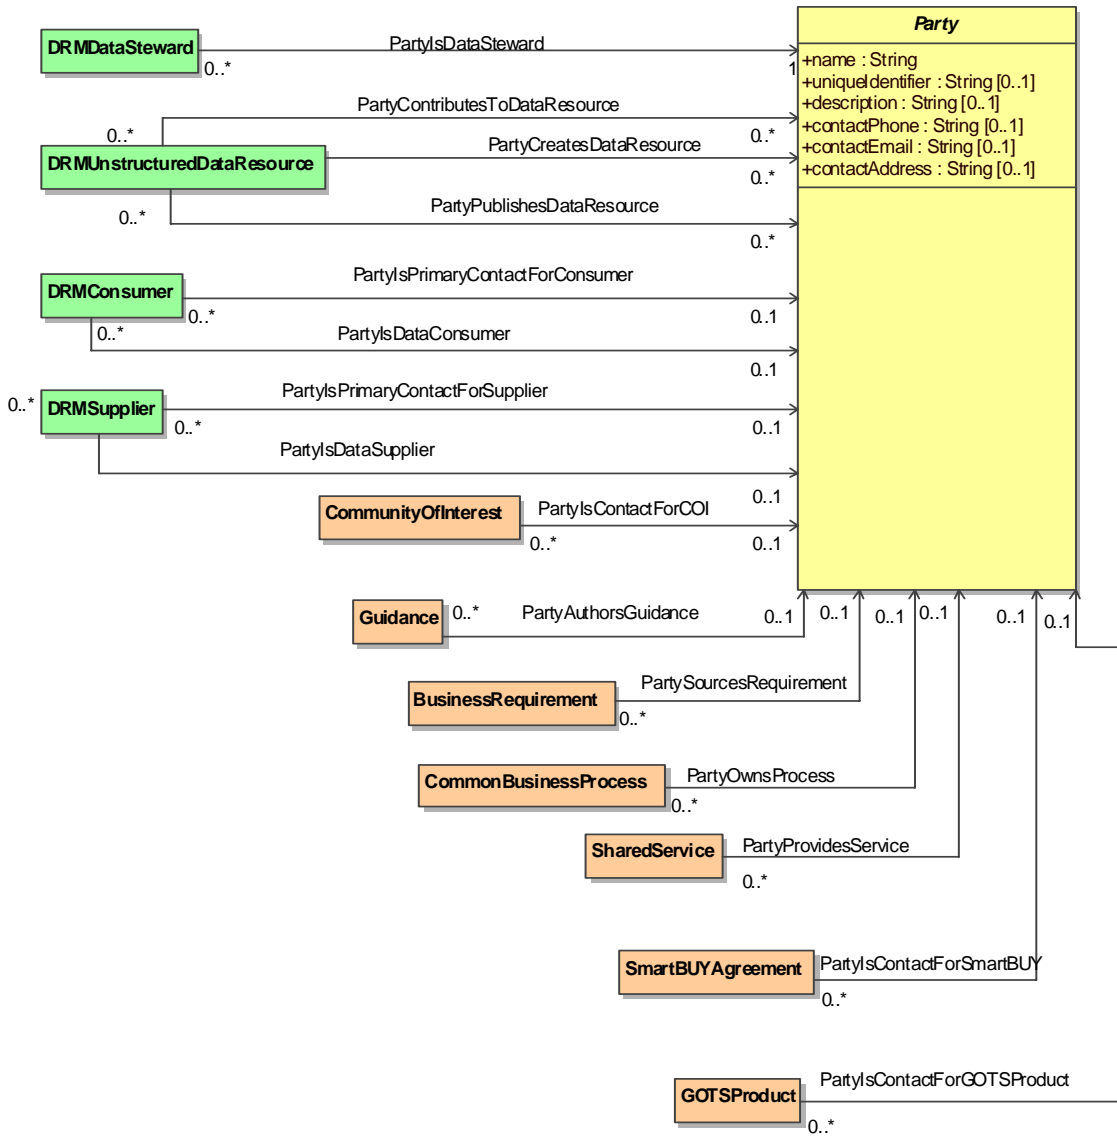 Party
+name : String
+uniqueIdentifier : String [0..1]
+description : String [0..1]
+contactPhone : String [0..1]
+contactEmail : String [0..1]
+contactAddress : String [0..1]
DRMDataSteward
PartyIsDataSteward
0..*
1
PartyContributesToDataResource
0..*
0..*
DRMUnstructuredDataResource
PartyCreatesDataResource
0..*
PartyPublishesDataResource
0..*
0..*
DRMConsumer
PartyIsPrimaryContactForConsumer
0..*
0..1
0..*
PartyIsDataConsumer
0..1
0..*
DRMSupplier
PartyIsPrimaryContactForSupplier
0..*
0..1
PartyIsDataSupplier
0..1
CommunityOfInterest
PartyIsContactForCOI
0..*
0..1
Guidance
0..*
PartyAuthorsGuidance
0..1
0..1
0..1
0..1
0..1
0..1
BusinessRequirement
PartySourcesRequirement
0..*
CommonBusinessProcess
PartyOwnsProcess
0..*
SharedService
PartyProvidesService
0..*
SmartBUYAgreement
PartyIsContactForSmartBUY
0..*
GOTSProduct
PartyIsContactForGOTSProduct
0..*